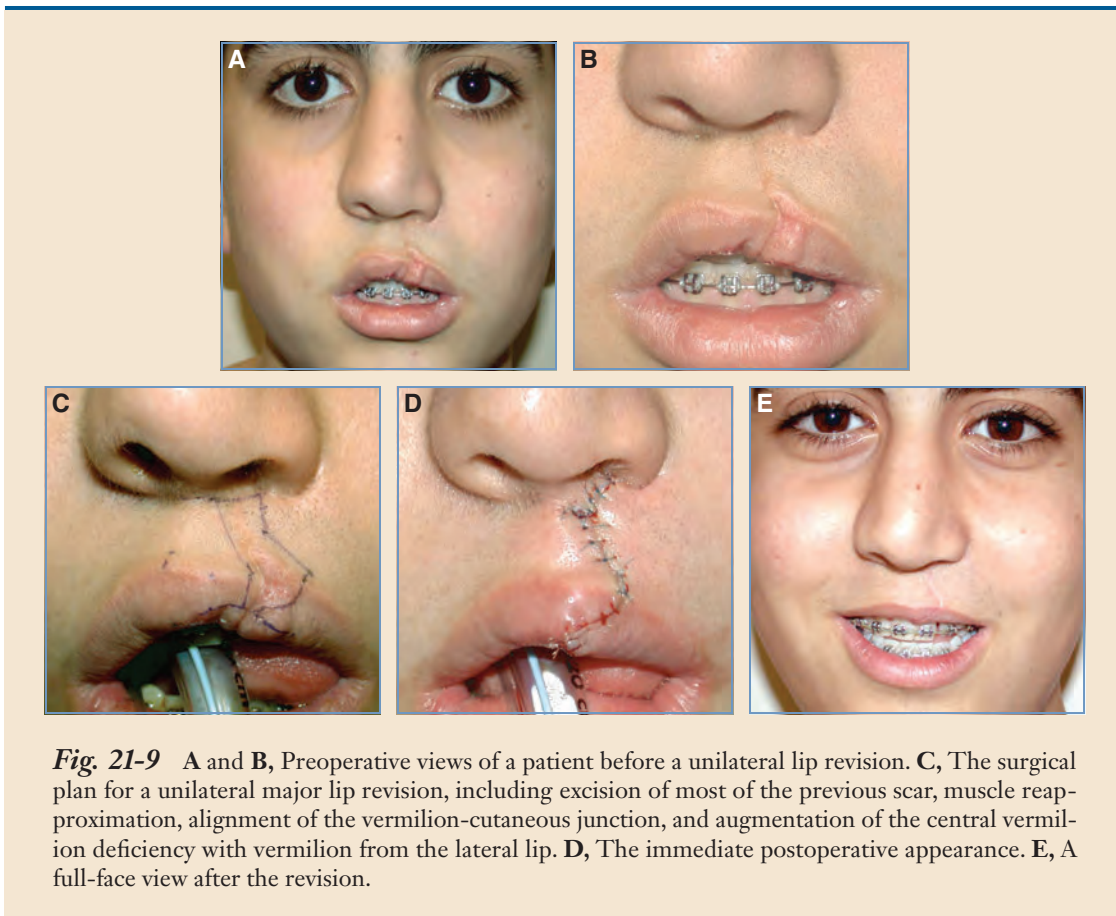 A
B
C
D
E
Fig. 21-9 A and B, Preoperative views of a patient before a unilateral lip revision. C, The surgical
plan for a unilateral major lip revision, including excision of most of the previous scar, muscle reap-
proximation, alignment of the vermilion-cutaneous junction, and augmentation of the central vermil-
ion deficiency with vermilion from the lateral lip. D, The immediate postoperative appearance. E, A
full-face view after the revision.